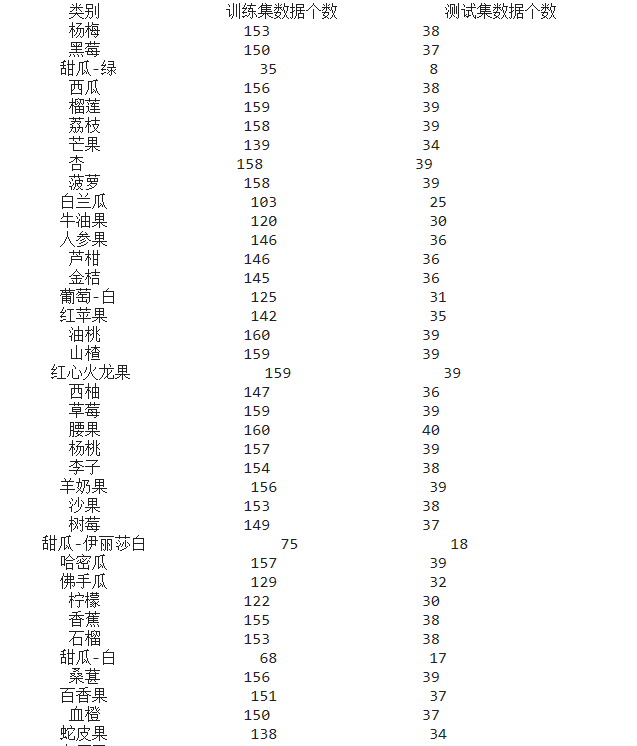 类别 训练集数据个数 测试集数据个数
杨梅 153 38
黑莓 150 37
甜瓜-绿 35 8
西瓜 156 38
榴莲 159 39
荔枝 158 39
芒果 139 34
杏 158 39
菠萝 158 39
白兰瓜 103 25
牛油果 120 30
人参果 146 36
芦柑 146 36
金桔 145 36
葡萄-白 125 31
红苹果 142 35
油桃 160 39
山楂 159 39
红心火龙果 159 39
西柚 147 36
草莓 159 39
腰果 160 40
杨桃 157 39
李子 154 38
羊奶果 156 39
沙果 153 38
树莓 149 37
甜瓜-伊丽莎白 75 18
哈密瓜 157 39
佛手瓜 129 32
柠檬 122 30
香蕉 155 38
石榴 153 38
甜瓜-白 68 17
桑葚 156 39
百香果 151 37
血橙 150 37
蛇皮果 138 34